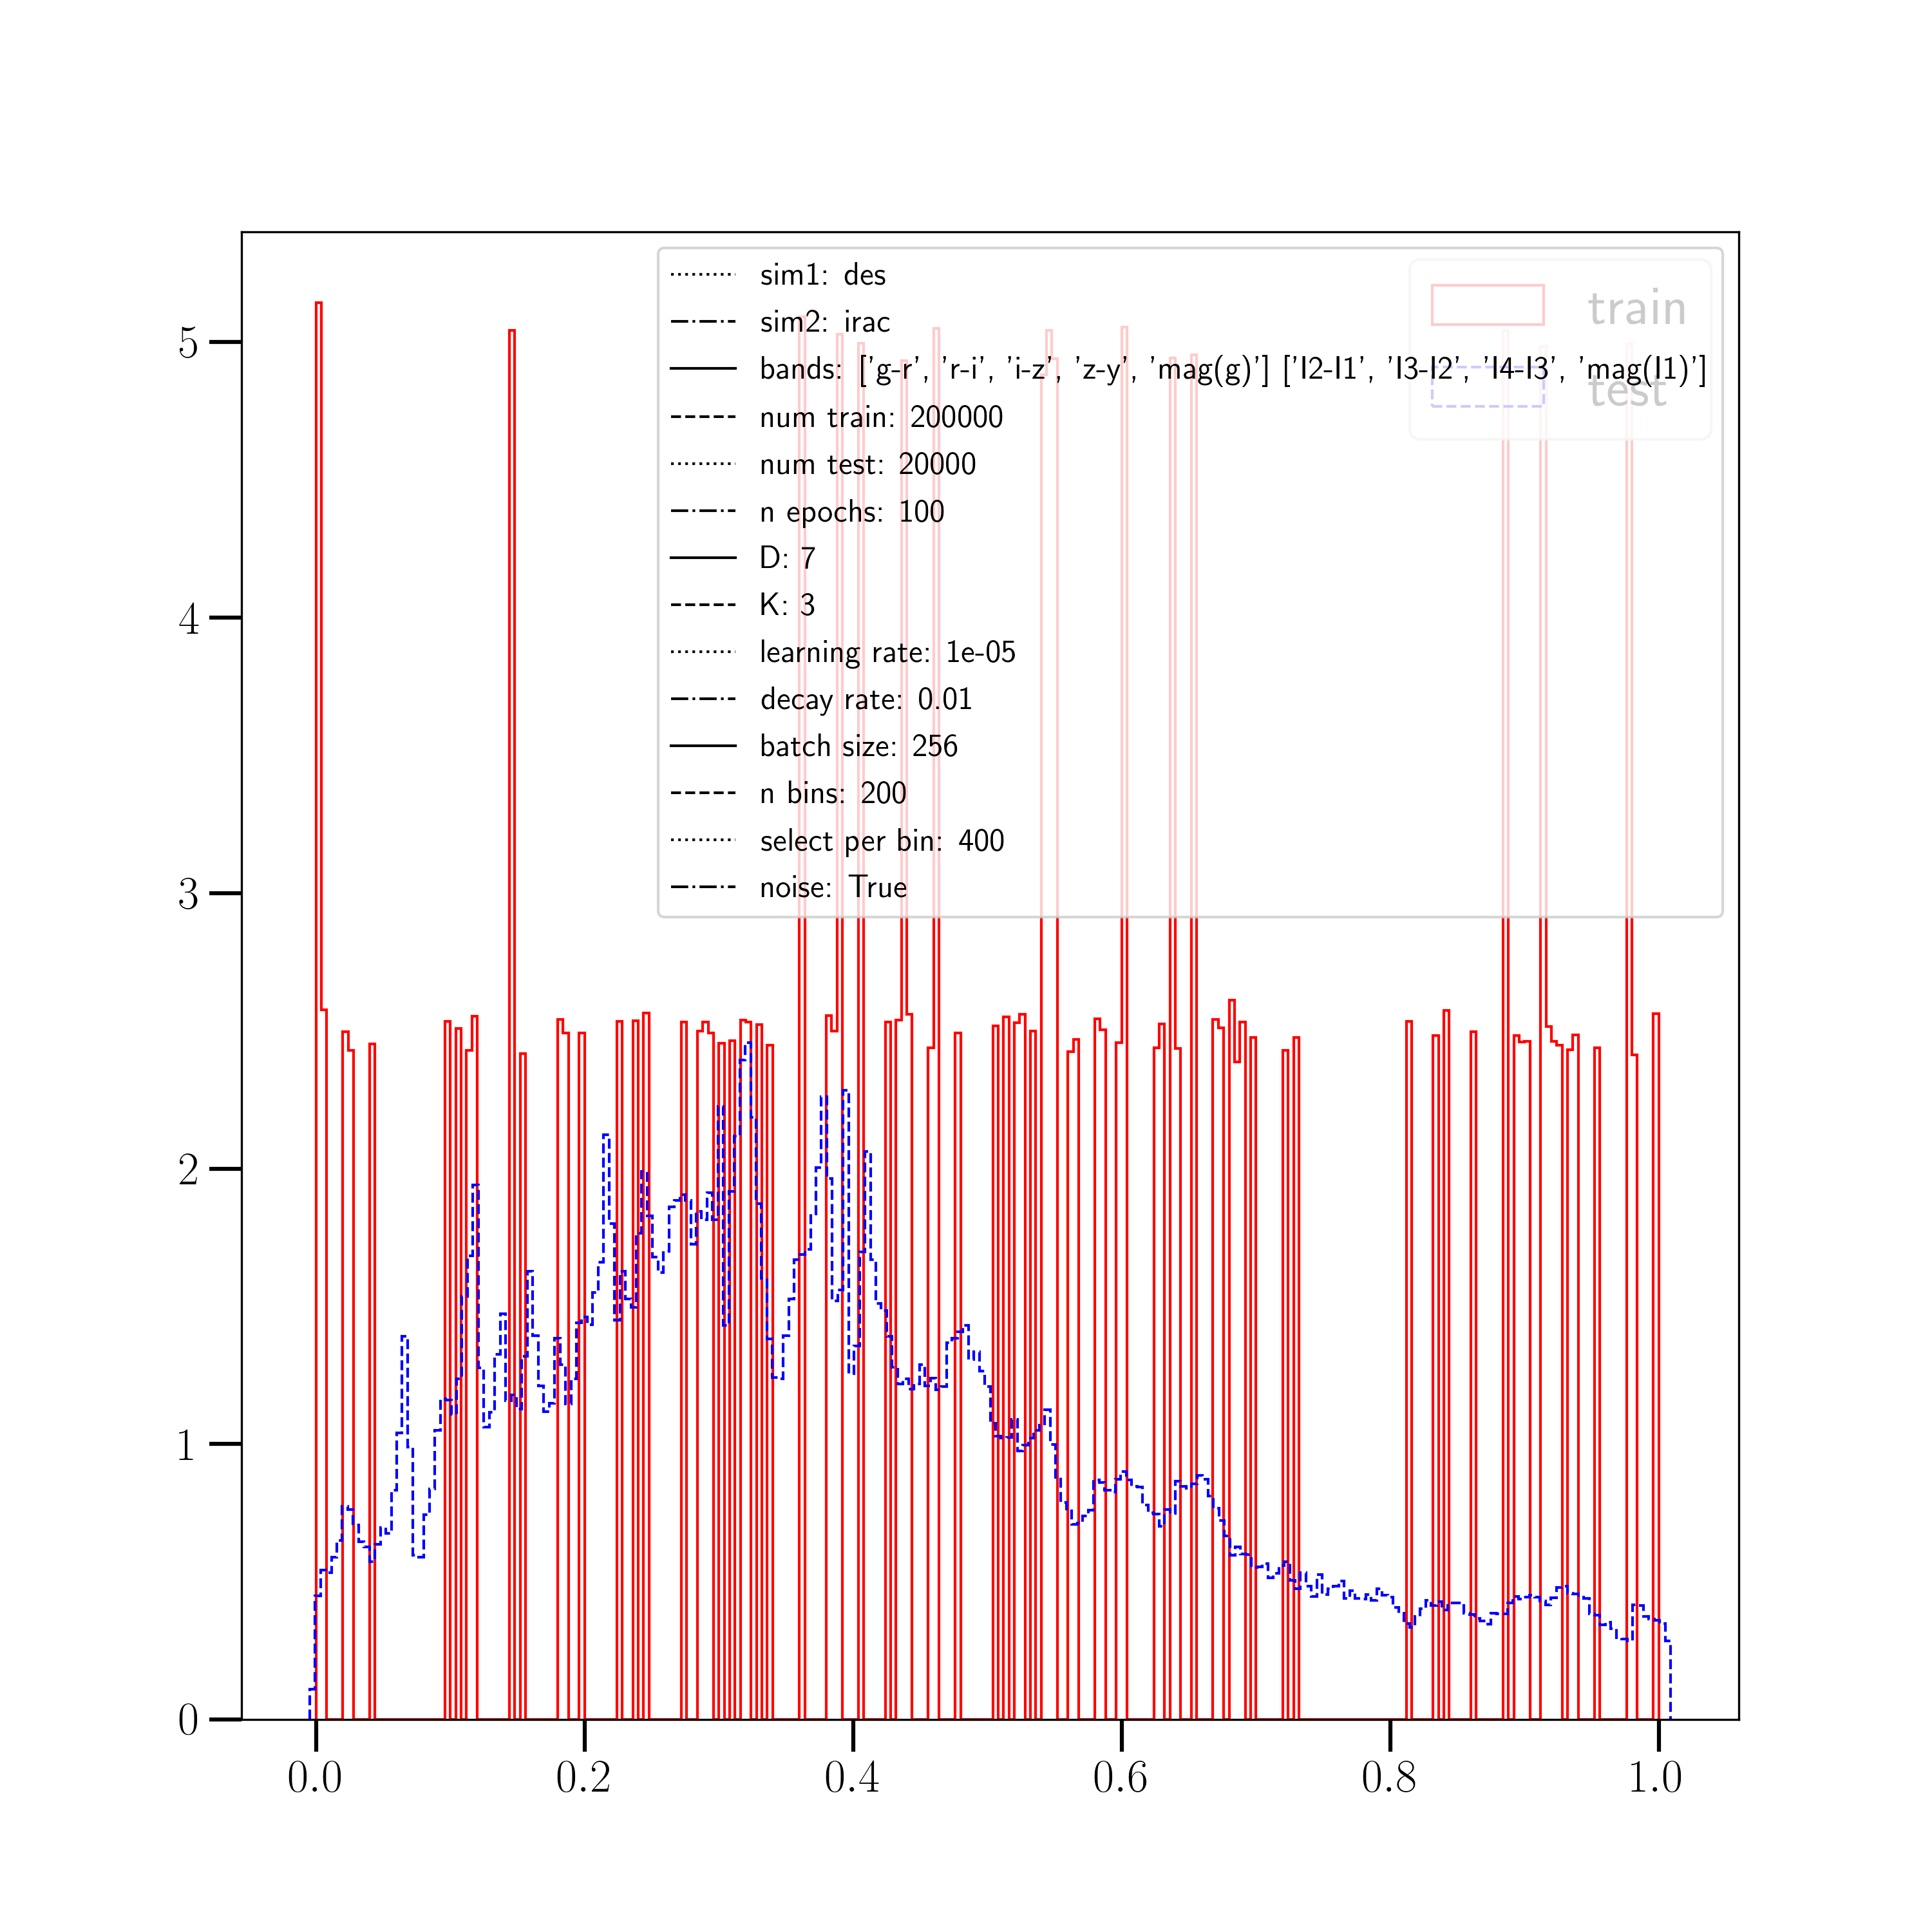 sim1: des
sim2: irac
bands: ['g-r', 'r-i', 'i-z', 'z-y', 'mag(g)'] ['I2-I1', 'I3-I2', 'I4-I3', 'mag(I1)']
num train: 200000
num test: 20000
n epochs: 100
D: 7
K: 3
learning rate: 1e-05
decay rate: 0.01
batch size: 256
n bins: 200
select per bin: 400
noise: True
train
test
5
4
3
2
1
0
0.0 0.2 0.4 0.6 0.8 1.0